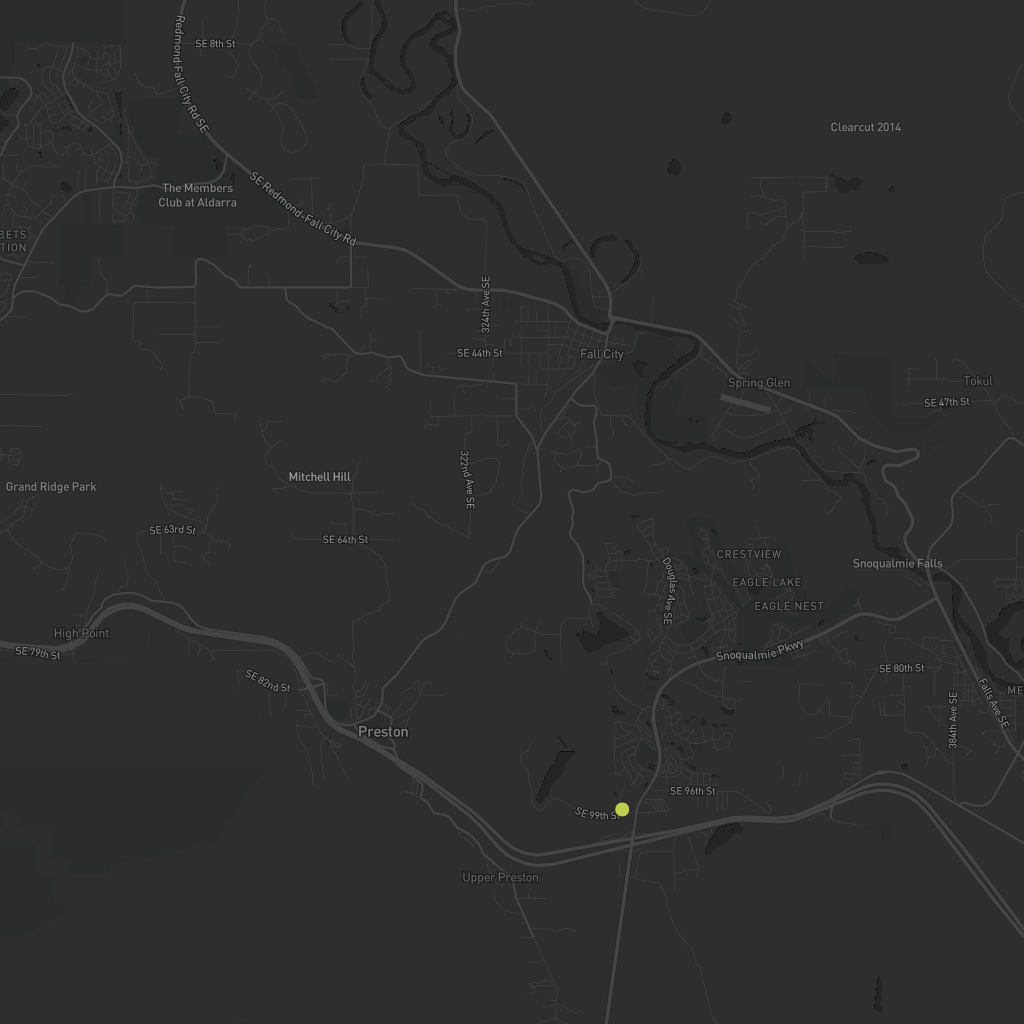 SE 8th St
Redmond-Fall City Rd SE
Clearcut 2014
The Members
Club at Aldarra
SE Redmond-Fall City Rd
BETS
TION
324th Ave SE
SE 44th St
Fall City
Spring Glen
Tokul
SE 47th St
322nd Ave SE
Mitchell Hill
Grand Ridge Park
SE 63rd St
SE 64th St
CRESTVIEW
Snoqualmie Falls
EAGLE LAKE
Douglas Ave SE
EAGLE NEST
High Point
SE 79th St
Snoqualmie Pkwy
SE 80th St
SE 82nd St
ME
Falls Ave SE
384th Ave SE
Preston
SE 96th St
SE 99th St
Upper Preston